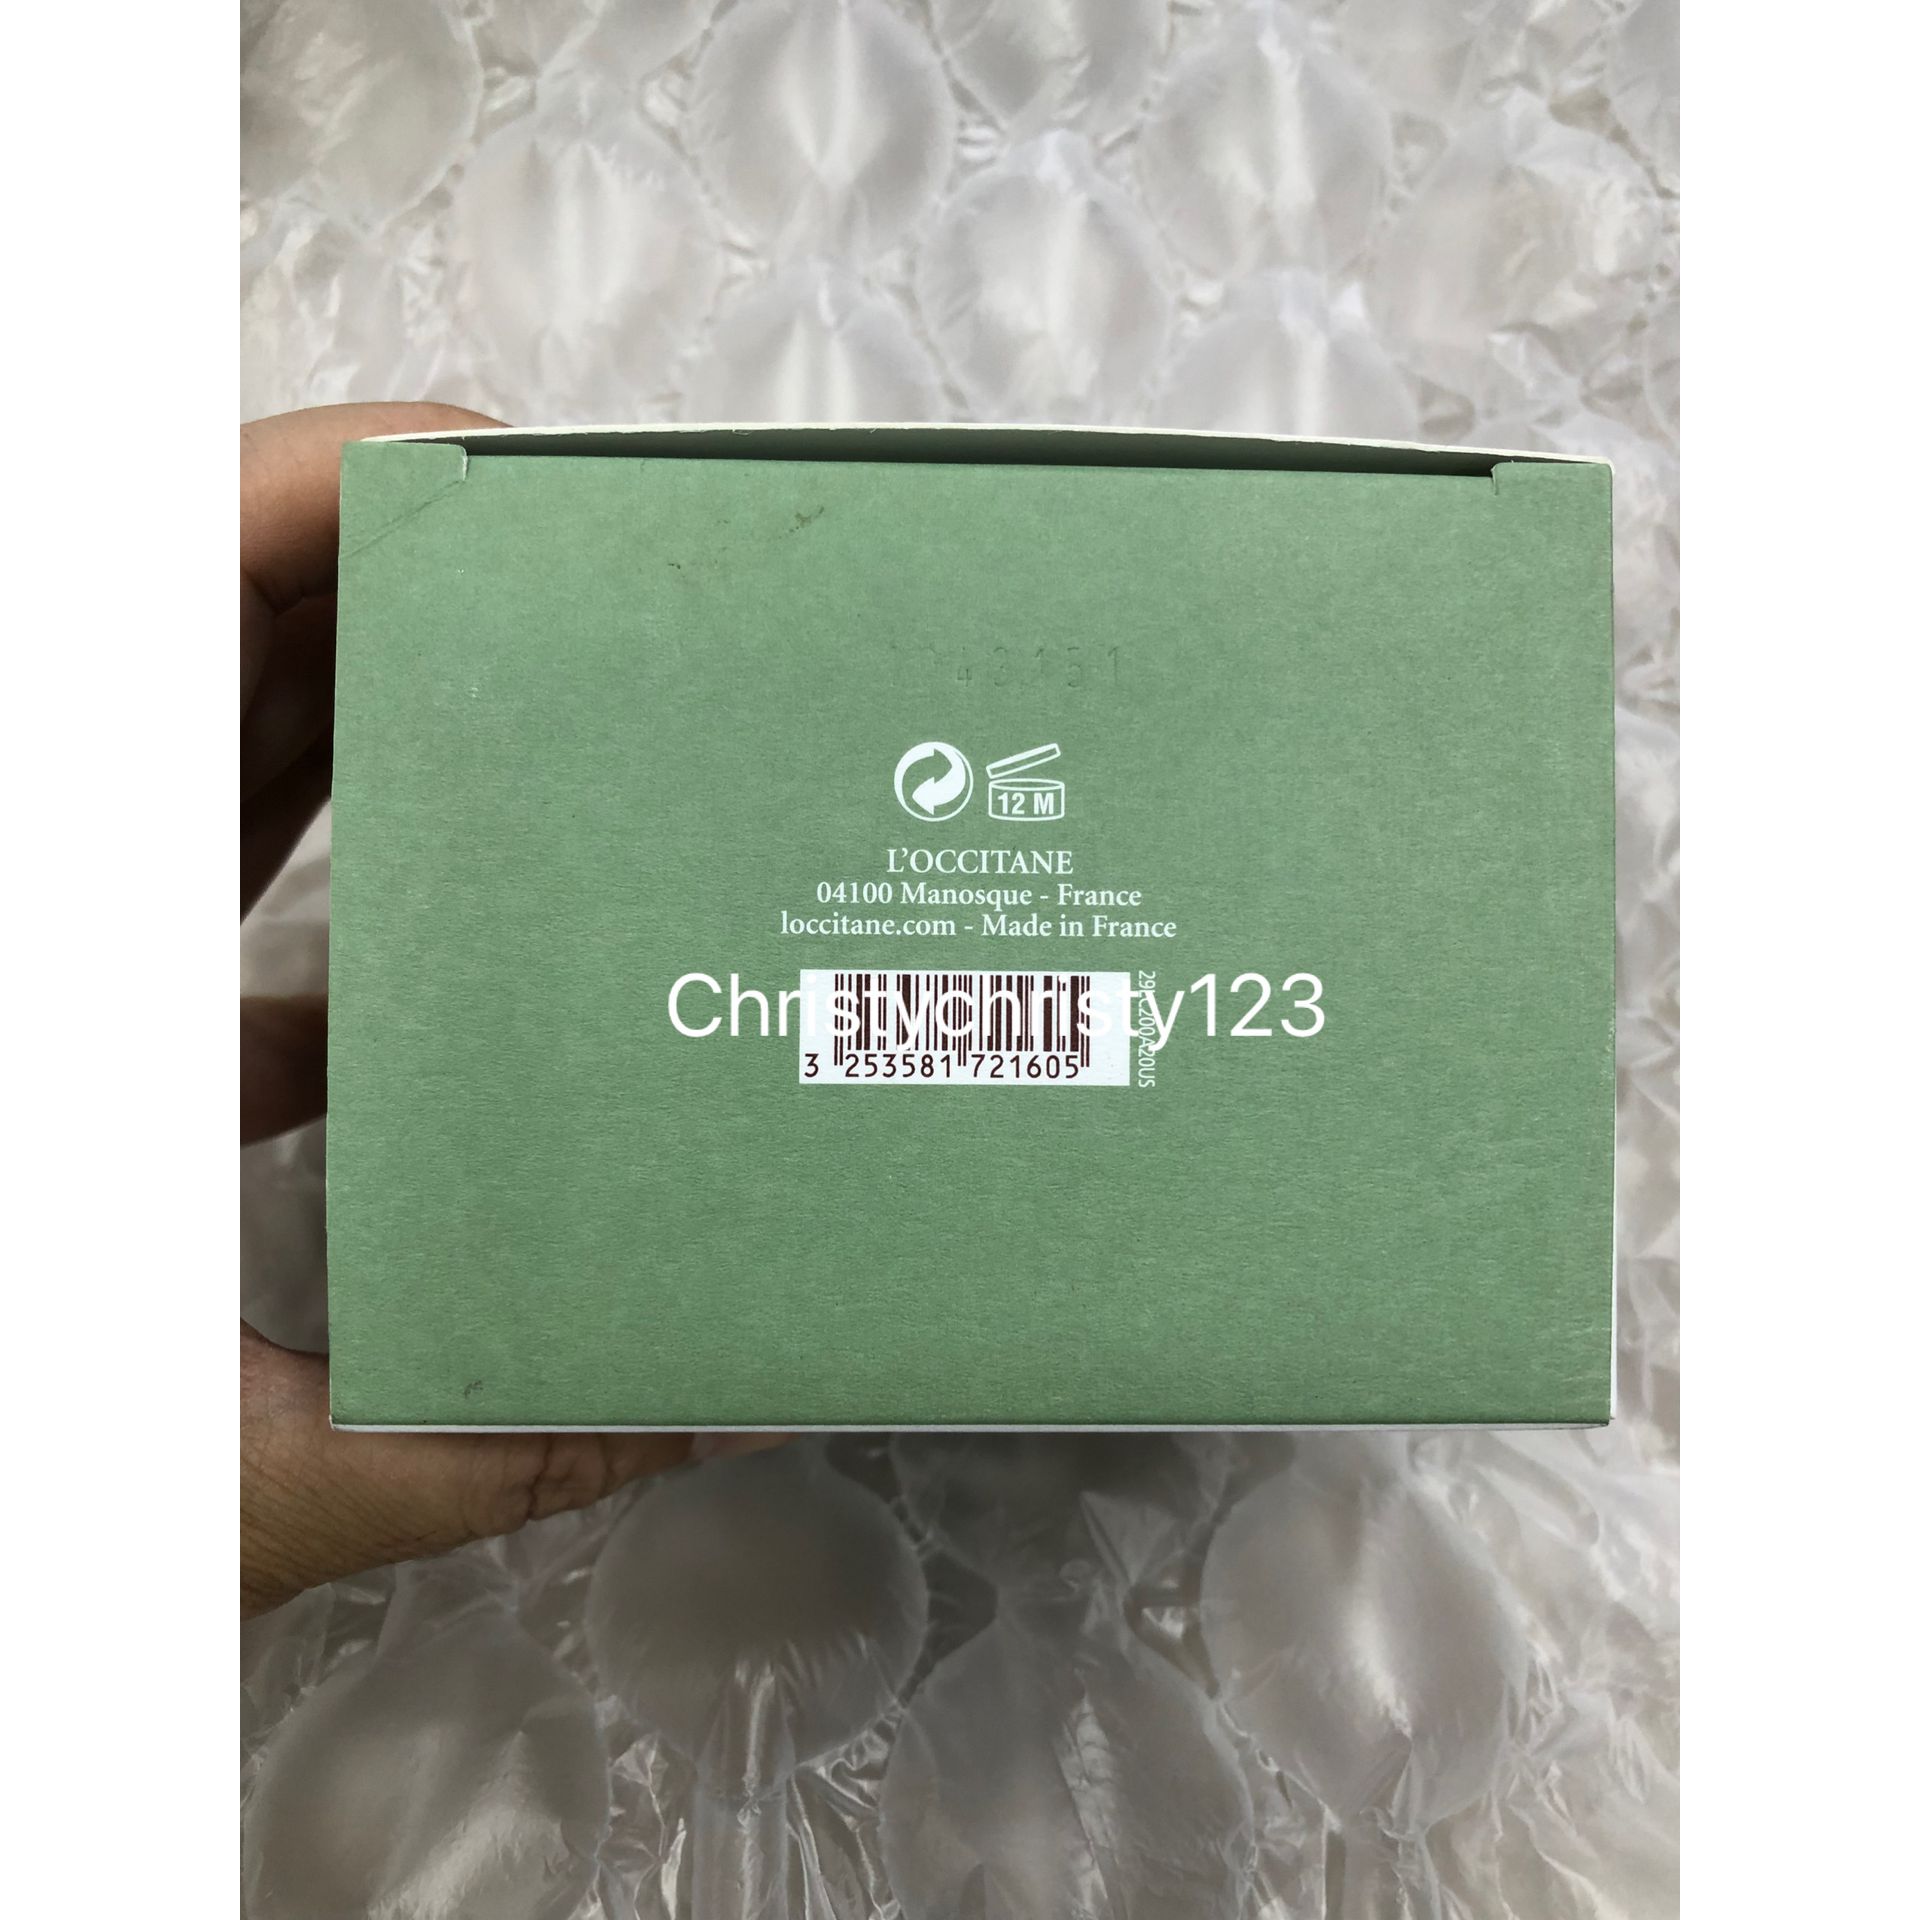 12 M
L'OCCITANE
04100 Manosque - France
loccitane.com - Made in France
Christychristy123
3 253581 721605